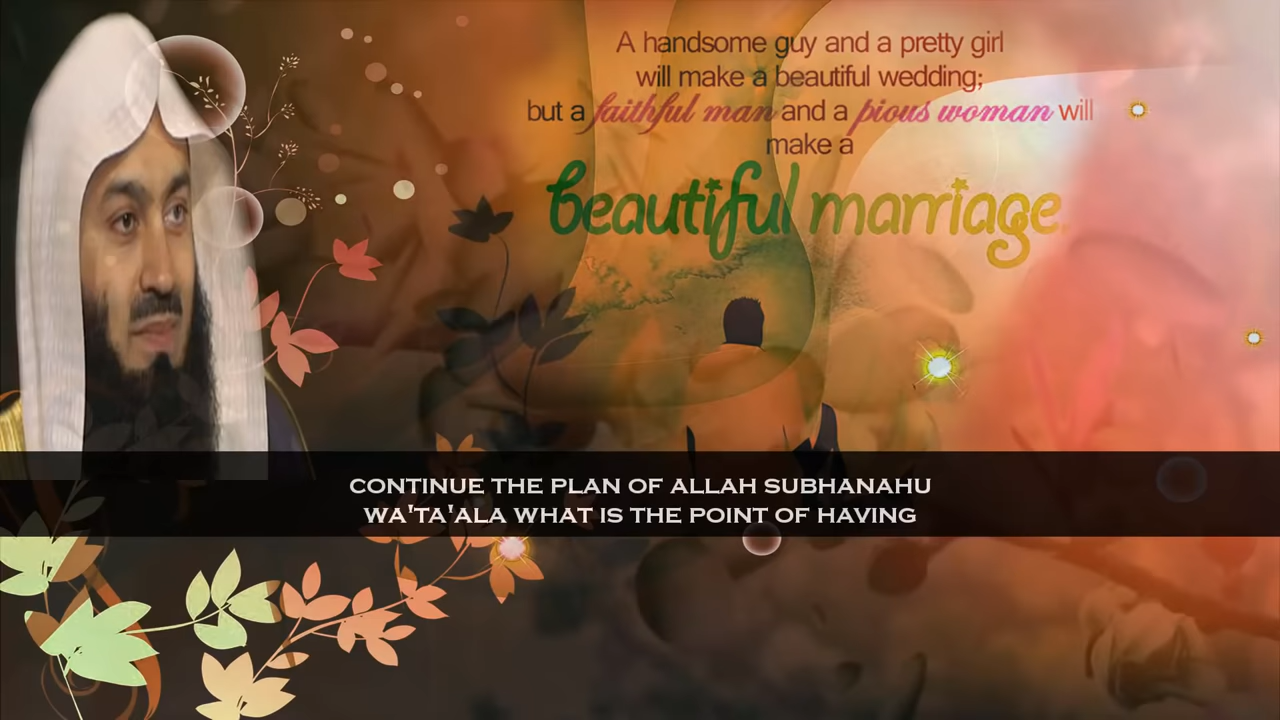 A handsome guy and a pretty girl
will make a beautiful wedding;
but a faithful man and a pious woman will
make a
beautiful marriage.
CONTINUE THE PLAN OF ALLAH SUBHANAHU
WA'TA'ALA WHAT IS THE POINT OF HAVING